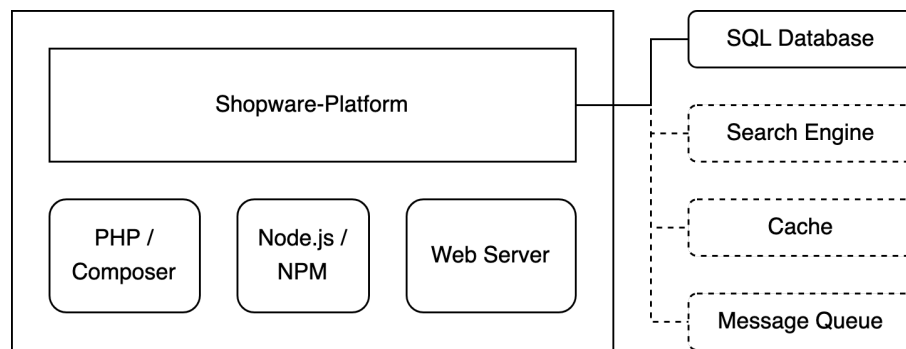 Shopware-Platform
PHP /
Composer
Node.js /
NPM
Web Server
SQL Database
Search Engine
Cache
Message Queue